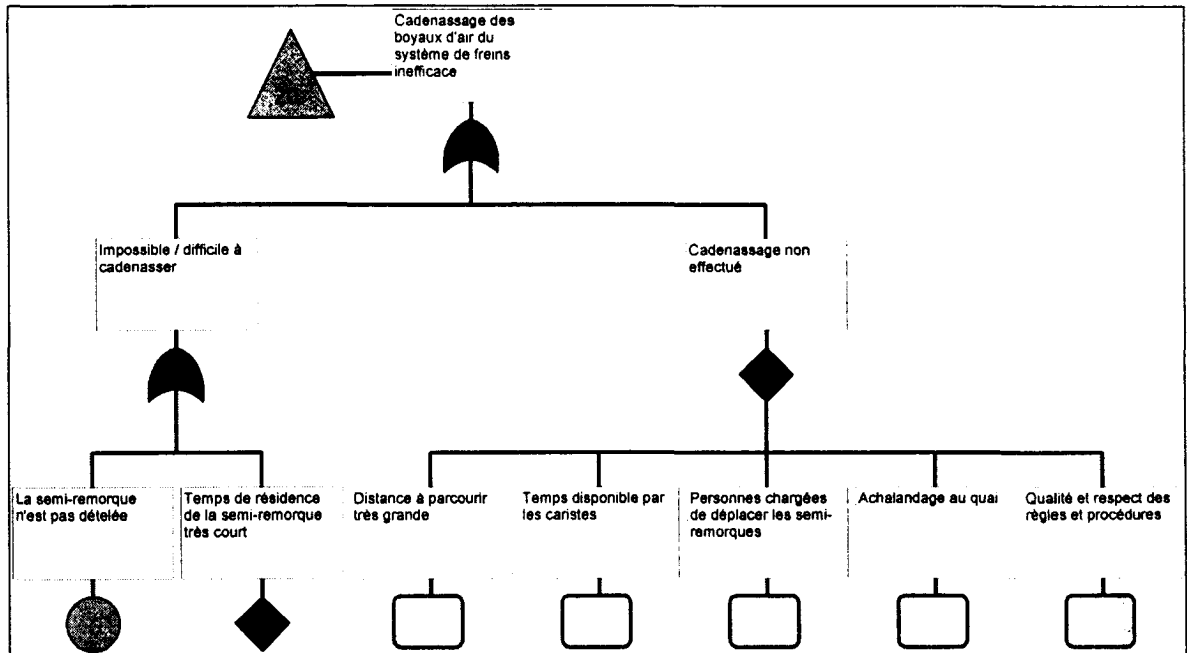 Cadenassage des
boyaux d'air du
système de freins
inefficace
Impossible / difficile à
cadenasser
Cadenassage non
effectué
La semi-remorque
n'est pas dételée
Temps de résidence
de la semi-remorque
très court
Distance à parcourir
très grande
Temps disponible par
les caristes
Personnes chargées
de déplacer les semi-
remorques
Achalandage au quai
Qualité et respect des
règles et procédures